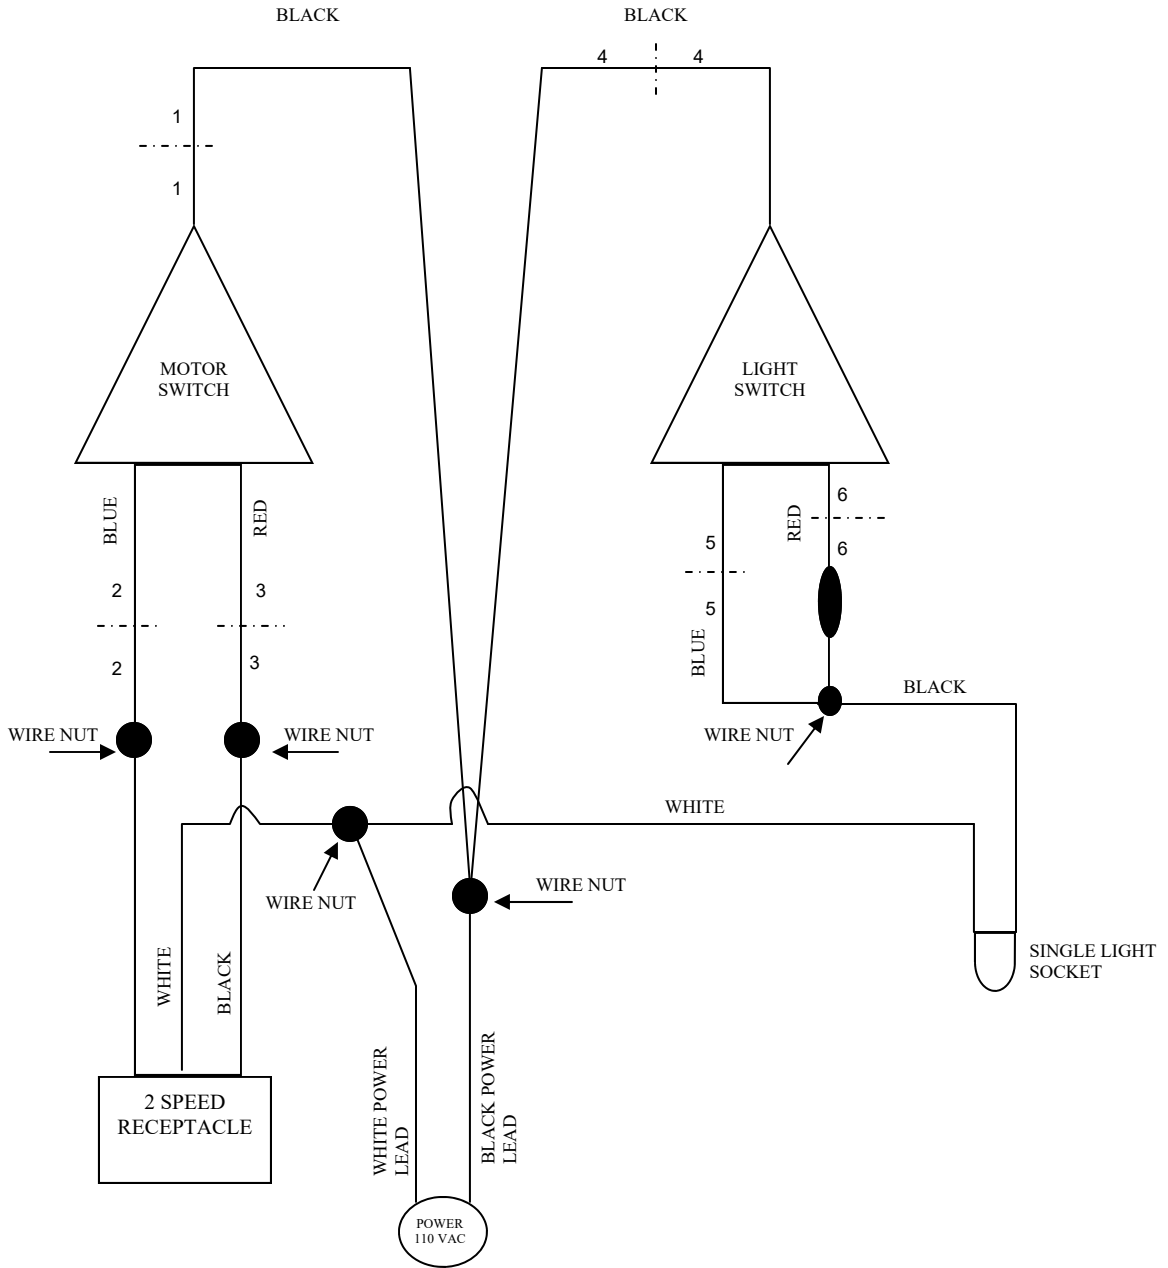 BLACK
BLACK
4
4
1
1
MOTOR
SWITCH
LIGHT
SWITCH
BLUE
RED
2
3
2
3
RED
6
6
5
5
BLUE
BLACK
WIRE NUT
WIRE NUT
WIRE NUT
WHITE
WIRE NUT
WIRE NUT
WHITE
BLACK
SINGLE LIGHT
SOCKET
WHITE POWER
LEAD
BLACK POWER
LEAD
2 SPEED
RECEPTACLE
POWER
110 VAC